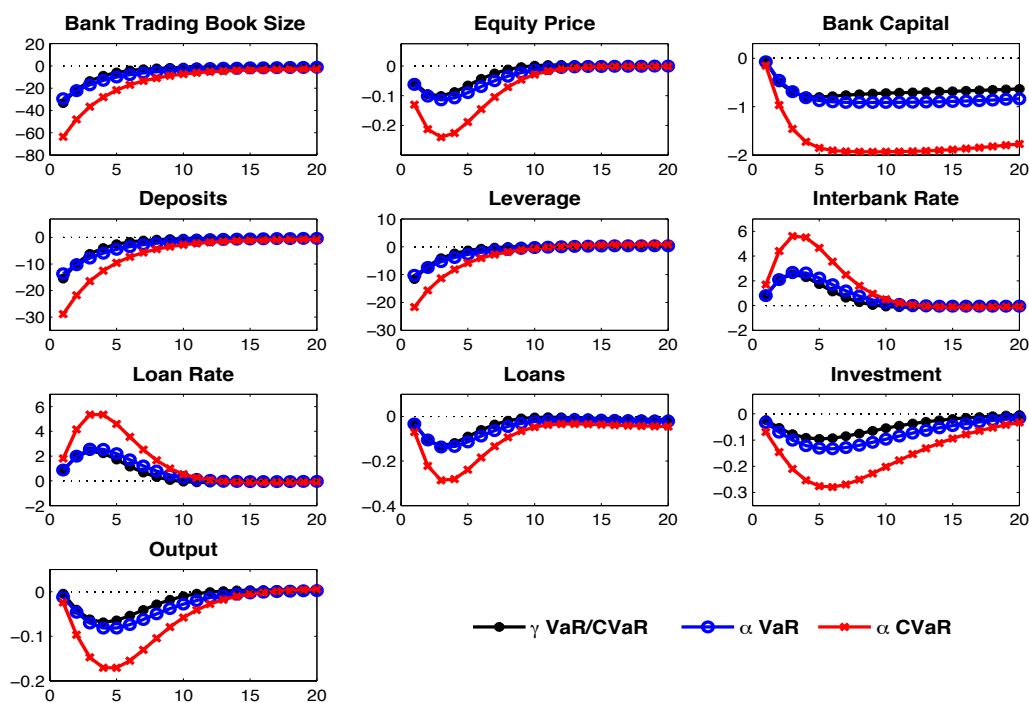 Bank Trading Book Size
Equity Price
Bank Capital
20
0
−20
−40
−60
−80
0 5 10 15 20
0
−0.1
−0.2
0 5 10 15 20
0
−1
−2
0 5 10 15 20
Deposits
Leverage
Interbank Rate
0
−10
−20
−30
0 5 10 15 20
10
0
−10
−20
−30
0 5 10 15 20
6
4
2
0
−2
0 5 10 15 20
Loan Rate
Loans
Investment
6
4
2
0
−2
0 5 10 15 20
0
−0.2
−0.4
0 5 10 15 20
0
−0.1
−0.2
−0.3
0 5 10 15 20
Output
0
−0.1
−0.2
0 5 10 15 20
γ VaR/CVaR
α VaR
α CVaR